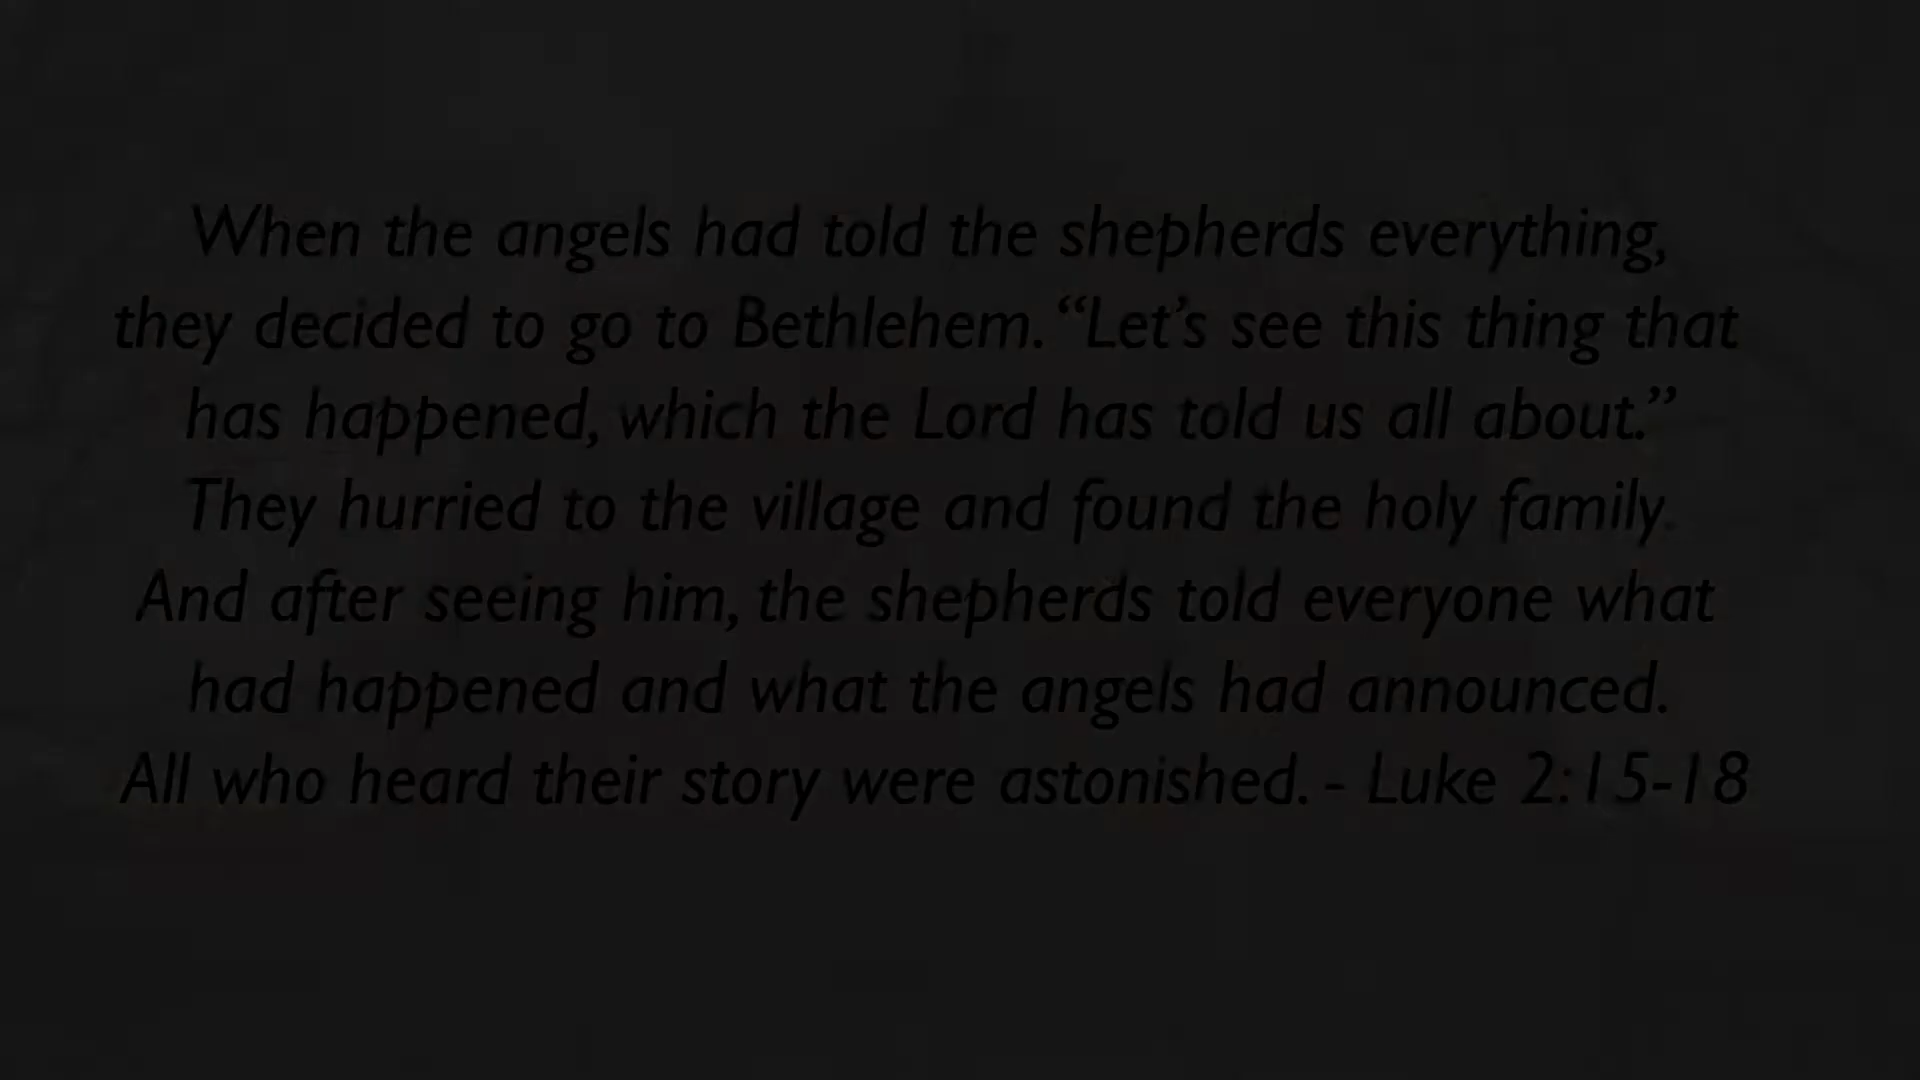 When the angels had told the shepherds everything,
they decided to go to Bethlehem. “Let’s see this thing that
has happened, which the Lord has told us all about.”
They hurried to the village and found the holy family.
And after seeing him, the shepherds told everyone what
had happened and what the angels had announced.
All who heard their story were astonished. - Luke 2:15-18